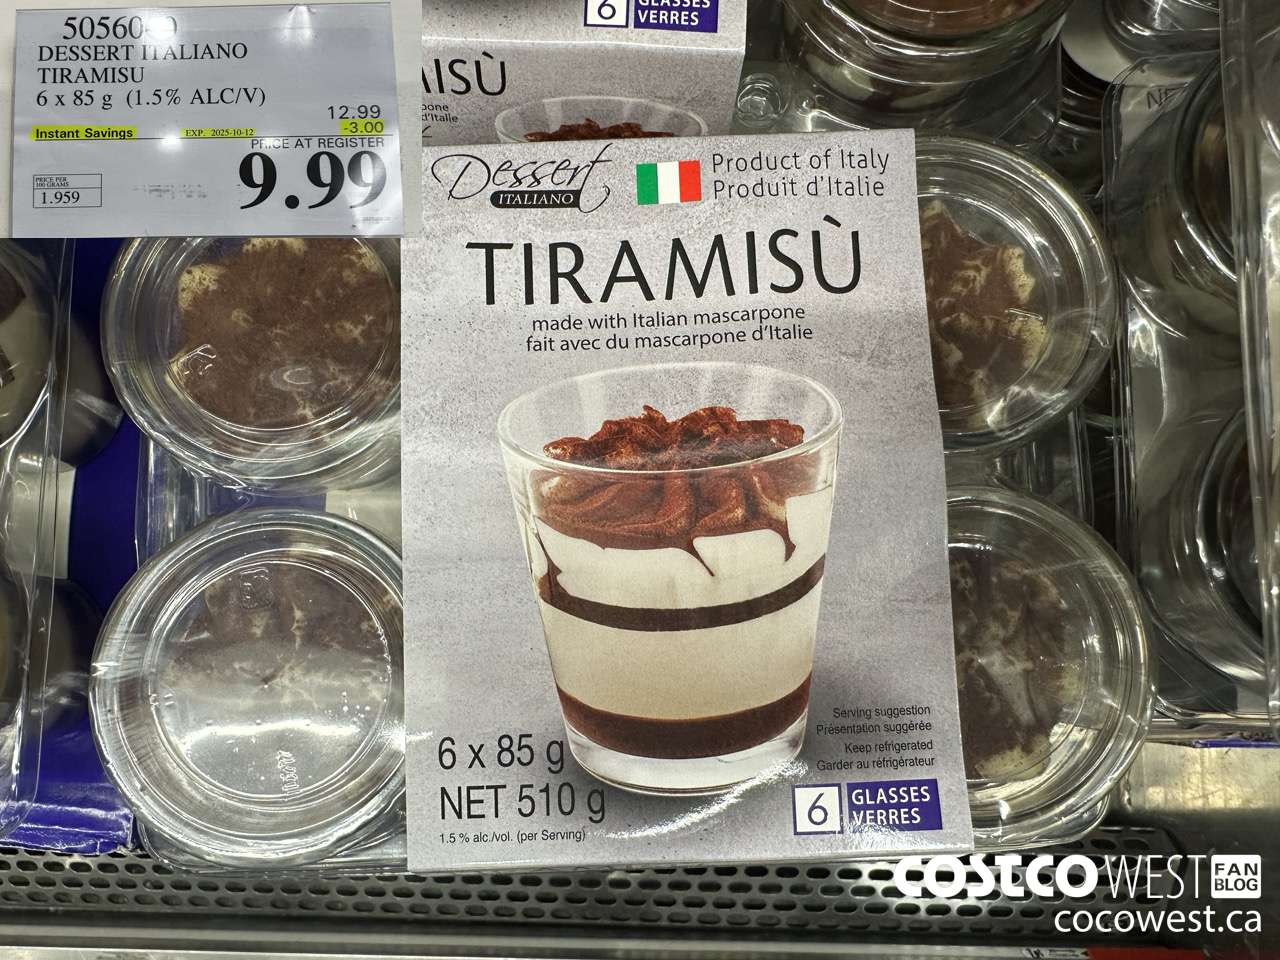 DESSERT ITALIANO
TIRAMISU
6 x 85 g (1.5% ALC/V)
12.99
Instant Savings
EXP. 2025-10-12
-3.00
PRICE AT REGISTER
9.99
PRICE PER
100 GRAMS
1.959
6 GLASSES
VERRES
Dessert
ITALIANO
Product of Italy
Produit d'Italie
TIRAMISÙ
made with Italian mascarpone
fait avec du mascarpone d'Italie
Serving suggestion
Présentation suggérée
Keep refrigerated
Garder au réfrigérateur
6 x 85 g
NET 510 g
1.5 % alc./vol. (per Serving)
6 GLASSES
VERRES
COSTCO WEST FAN
BLOG
cocowest.ca